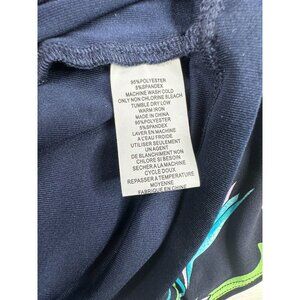 95%POLYESTER
5%SPANDEX
MACHINE WASH COLD
ONLY NON CHLORINE BLEACH
TUMBLE DRY LOW
WARM IRON
MADE IN CHINA
95%POLYESTER
5%SPANDEX
LAVER EN MACHINE
A L'EAU FROIDE
UTILISER SEULEMENT
UN AGENT
DE BLANCHIMENT NON
CHLORE SI BESOIN
SECHER A LA MACHINE
CYCLE DOUX
REPASSER A TEMPERATURE
MOYENNE
FABRIQUE EN CHINE